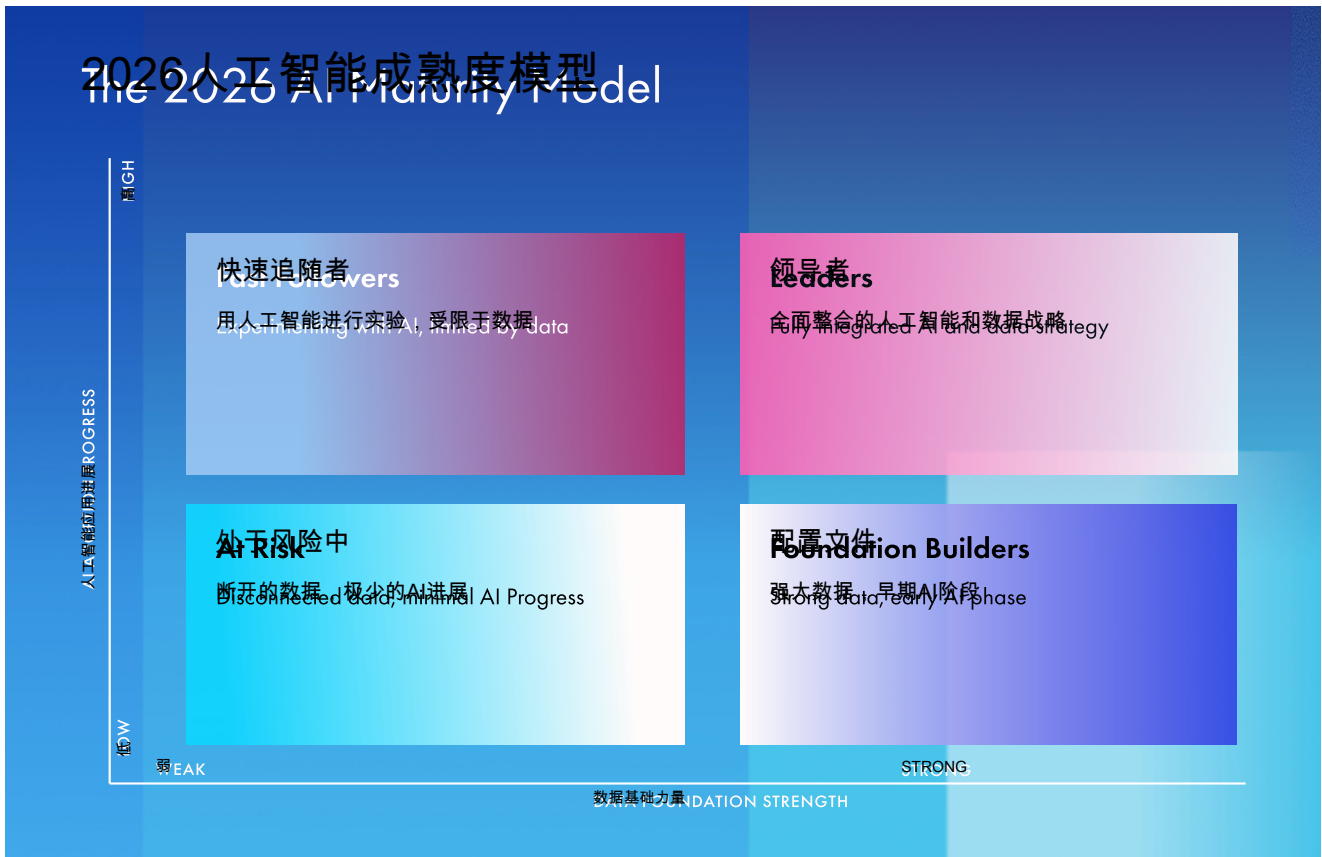 2026人工智能成熟度模型
The 2026 AI Maturity Model
高
HIGH
快速追随者
Fast Followers
用人工智能进行实验，受限于数据
Experimenting with AI, limited by data
领导者
Leaders
全面整合的人工智能和数据战略
Fully integrated AI and data strategy
人工智能应用进展
PROGRESS
处于风险中
At Risk
断开的数据，极少的AI进展
Disconnected data, minimal AI Progress
配置文件
Foundation Builders
强大数据，早期AI阶段
Strong data, early AI phase
低
LOW
弱
WEAK
STRONG
STRONG
数据基础力量
DATA FOUNDATION STRENGTH